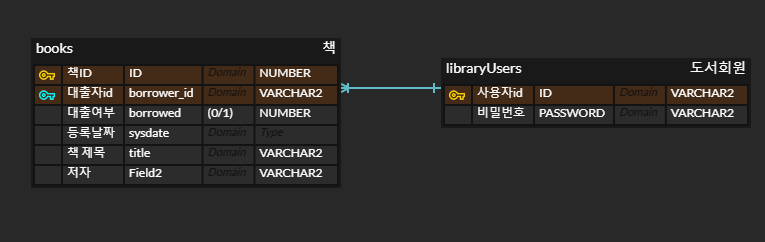 books 책
책ID ID Domain NUMBER
대출자id borrower_id Domain VARCHAR2
대출여부 borrowed (0/1) NUMBER
등록날짜 sysdate Domain Type
책 제목 title Domain VARCHAR2
저자 Field2 Domain VARCHAR2
libraryUsers 도서회원
사용자id ID Domain VARCHAR2
비밀번호 PASSWORD Domain VARCHAR2